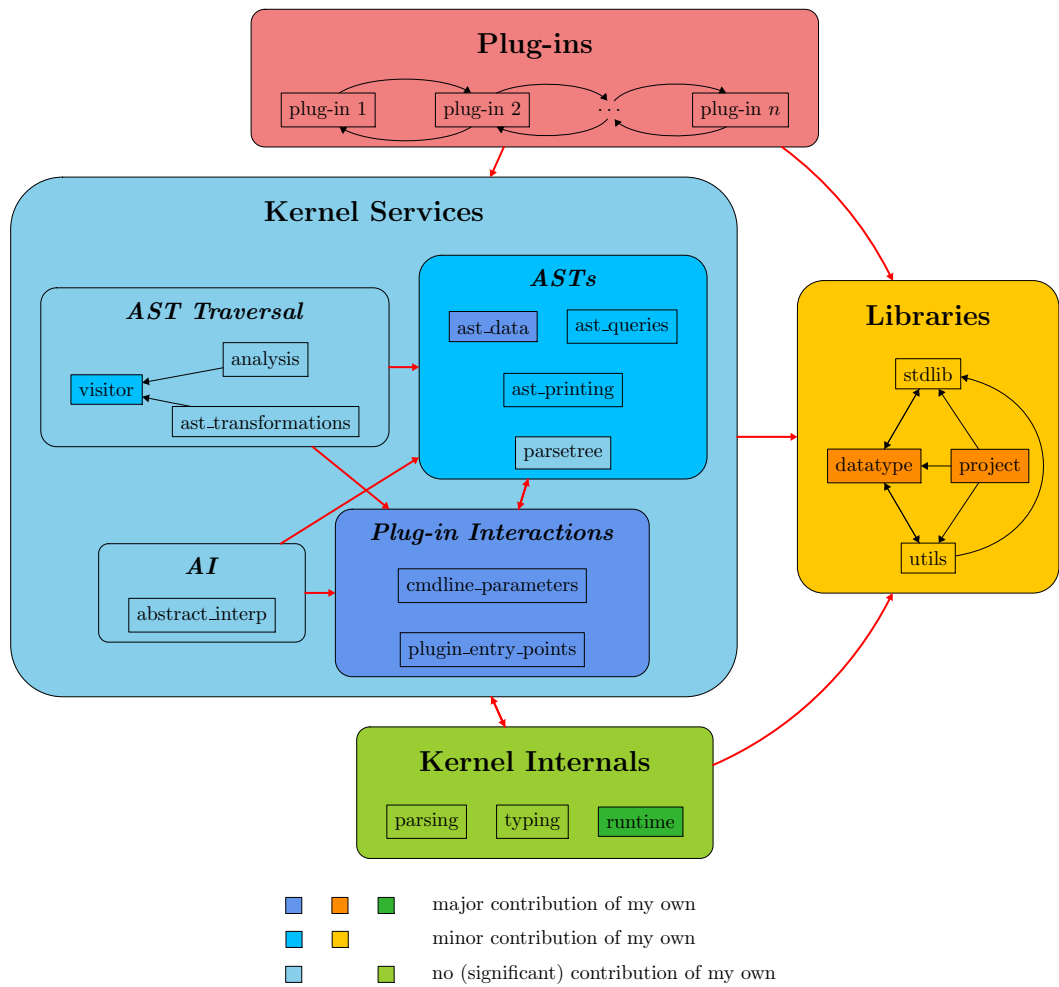 Plug-ins
plug-in 1
plug-in 2
...
plug-in n
Kernel Services
AST Traversal
analysis
visitor
ast_transformations
ASTs
ast_data
ast_queries
ast_printing
parsetree
AI
abstract_interp
Plug-in Interactions
cmdline_parameters
plugin_entry_points
Libraries
stdlib
datatype
project
utils
Kernel Internals
parsing
typing
runtime
major contribution of my own
minor contribution of my own
no (significant) contribution of my own